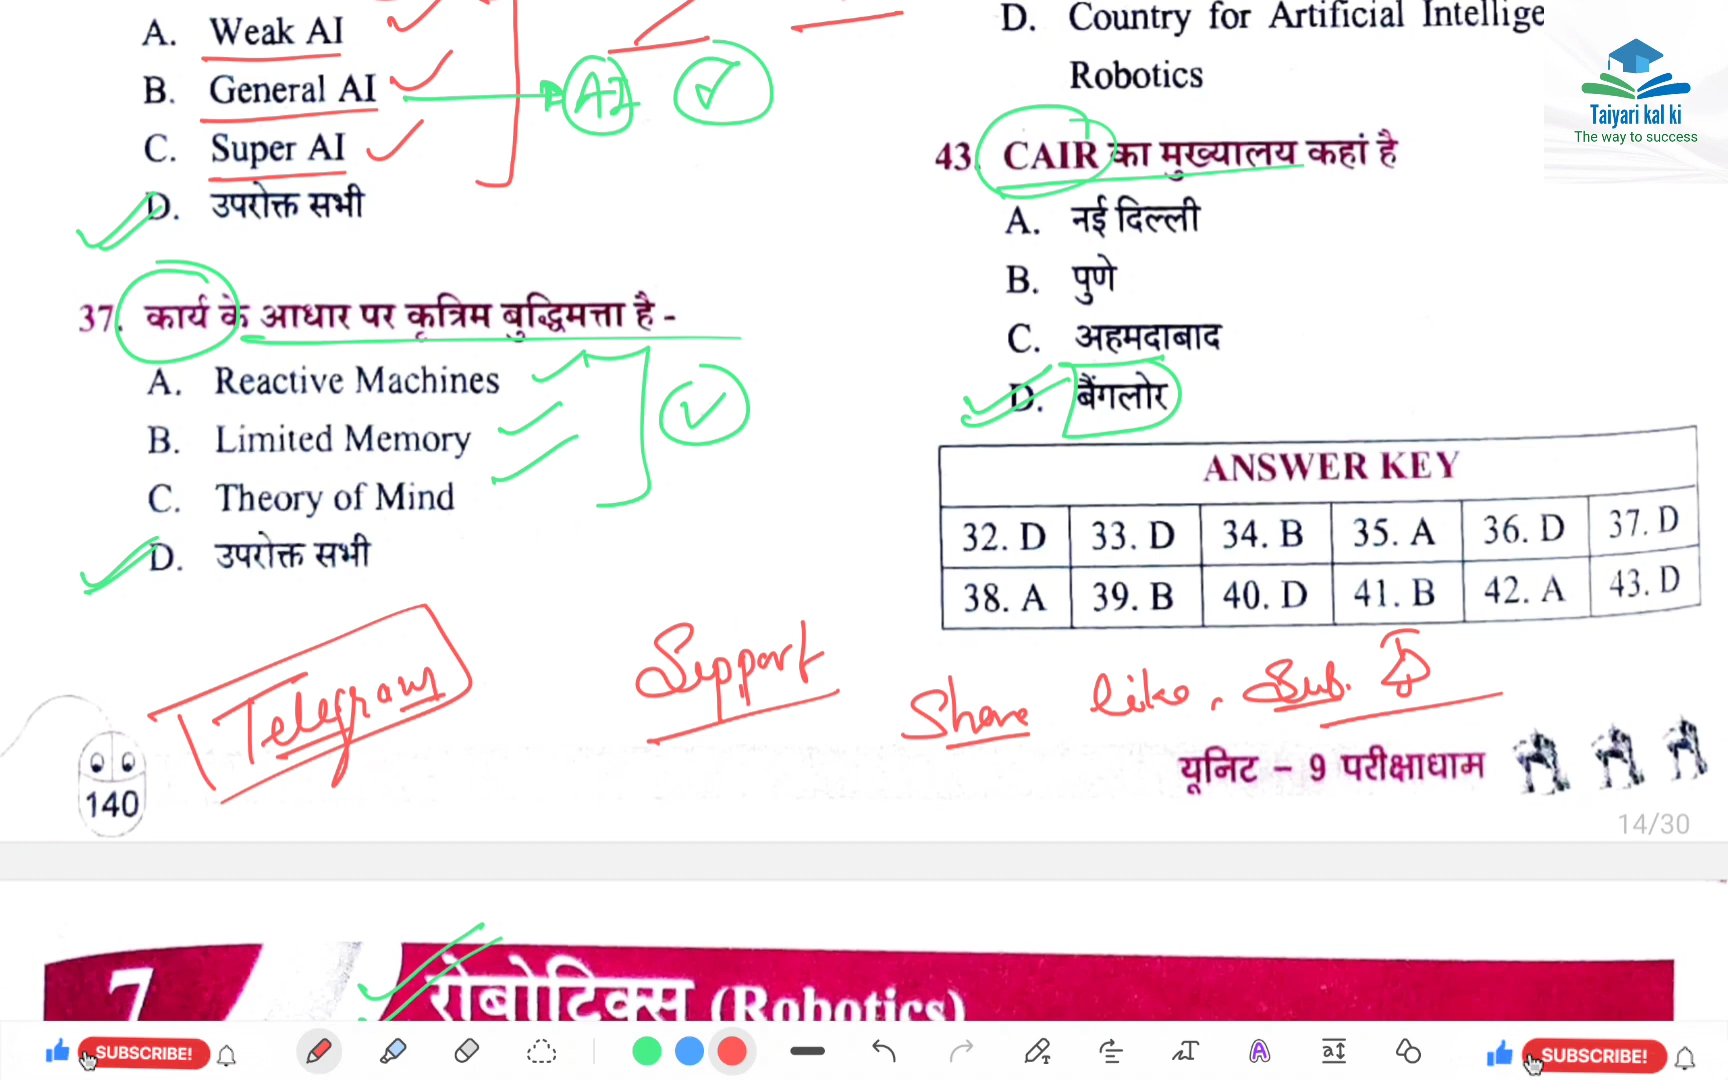 A. Weak AI
B. General AI
C. Super AI
D. उपरोक्त सभी
AI
37. कार्य के आधार पर कृत्रिम बुद्धिमत्ता है -
A. Reactive Machines
B. Limited Memory
C. Theory of Mind
D. उपरोक्त सभी
D. Country for Artificial Intellige
Robotics
Taiyari kal ki
The way to success
43. CAIR का मुख्यालय कहां है
A. नई दिल्ली
B. पुणे
C. अहमदाबाद
D. बैंगलोर
ANSWER KEY
32. D 33. D 34. B 35. A 36. D 37. D
38. A 39. B 40. D 41. B 42. A 43. D
Telegram
Support
Share like, Sub.
140
यूनिट – 9 परीक्षाधाम
14/30
7 रोबोटिक्स (Robotics)
SUBSCRIBE!
SUBSCRIBE!